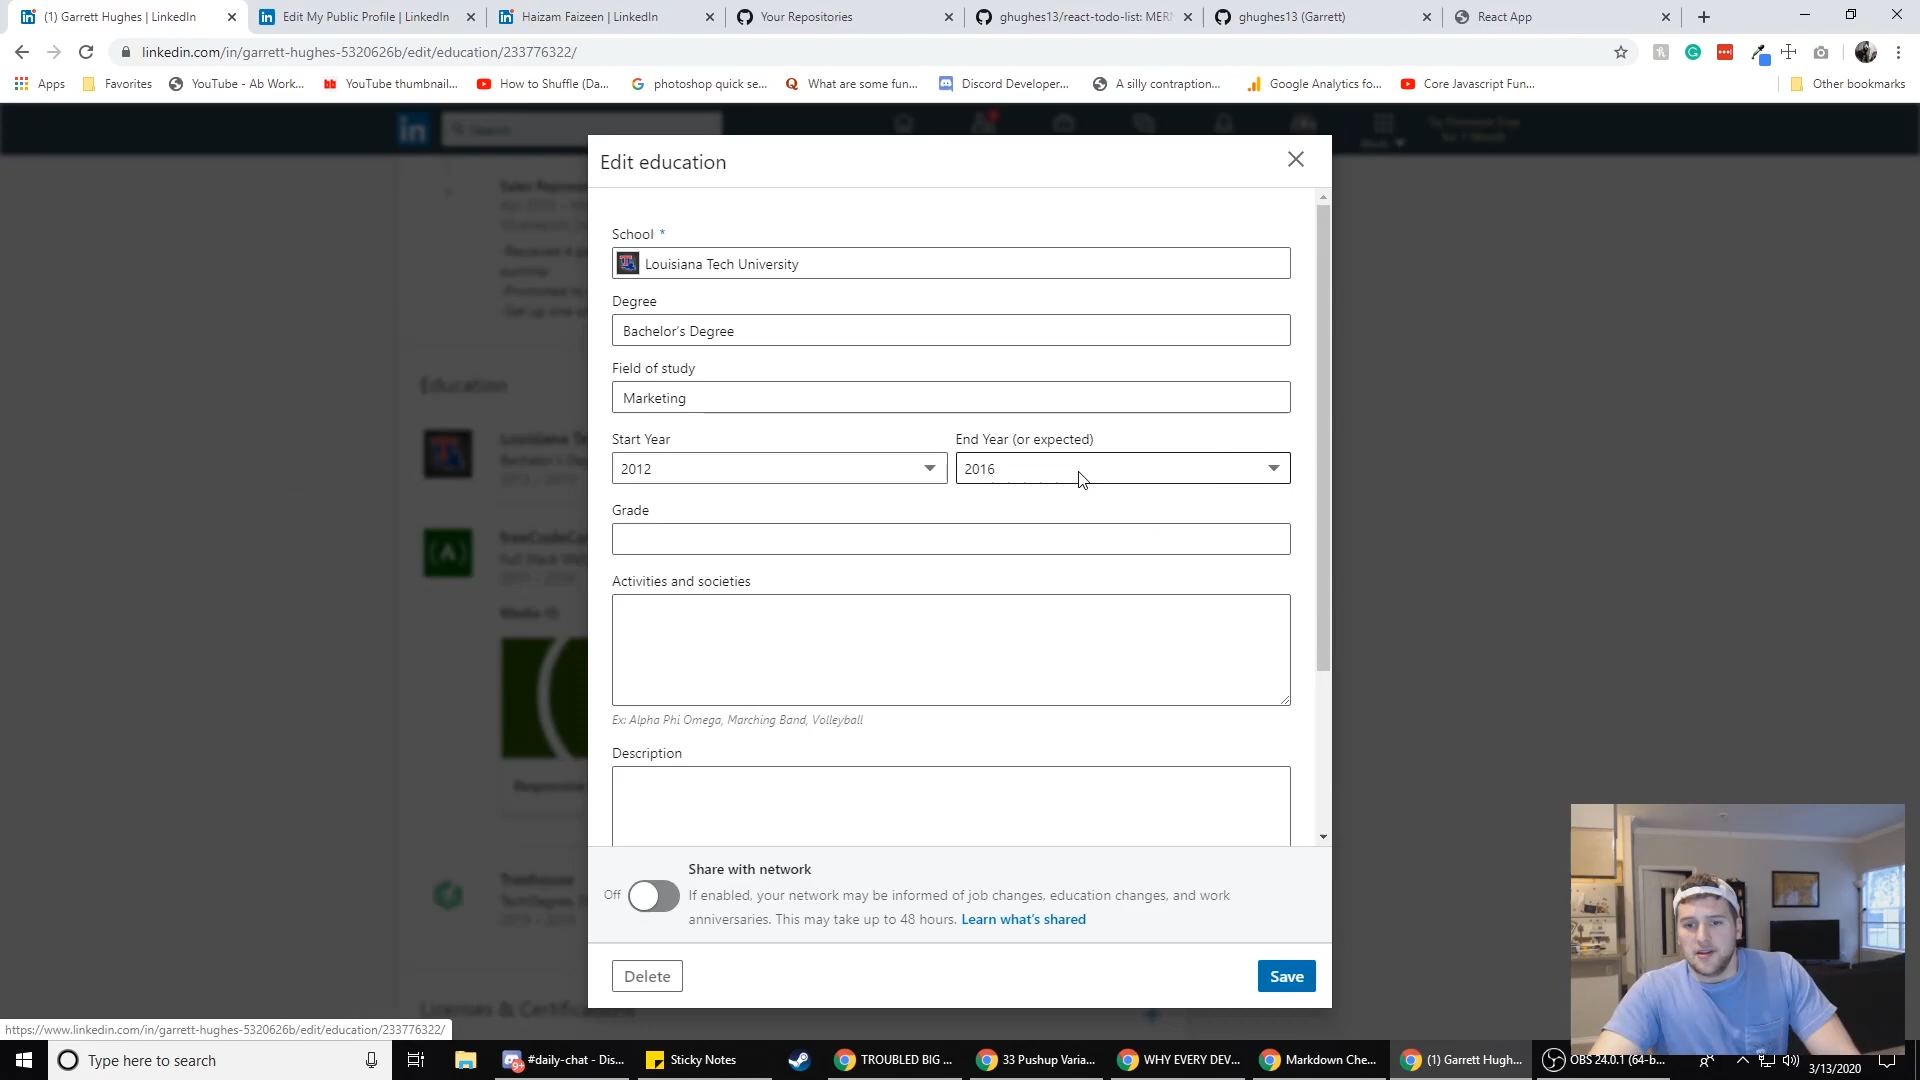 (1) Garrett Hughes | LinkedIn
Edit My Public Profile | LinkedIn
Haizam Faizeen | LinkedIn
Your Repositories
ghughes13/react-todo-list: MERN
ghughes13 (Garrett)
React App
linkedin.com/in/garrett-hughes-5320626b/edit/education/233776322/
Apps
Favorites
YouTube - Ab Work...
YouTube thumbnail...
How to Shuffle (Da...
photoshop quick se...
What are some fun...
Discord Developer...
A silly contraption...
Google Analytics fo...
Core Javascript Fun...
Other bookmarks
Search
Edit education
School *
Louisiana Tech University
Degree
Bachelor's Degree
Field of study
Marketing
Start Year
End Year (or expected)
2012
2016
Grade
Activities and societies
Ex: Alpha Phi Omega, Marching Band, Volleyball
Description
Education
Share with network
Off
If enabled, your network may be informed of job changes, education changes, and work
anniversaries. This may take up to 48 hours. Learn what's shared
Delete
Save
Licenses & Certifications
https://www.linkedin.com/in/garrett-hughes-5320626b/edit/education/233776322/
Type here to search
#daily-chat - Dis...
Sticky Notes
TROUBLED BIG ...
33 Pushup Varia...
WHY EVERY DEV...
Markdown Che...
(1) Garrett Hugh...
OBS 24.0.1 (64-b...
3/13/2020